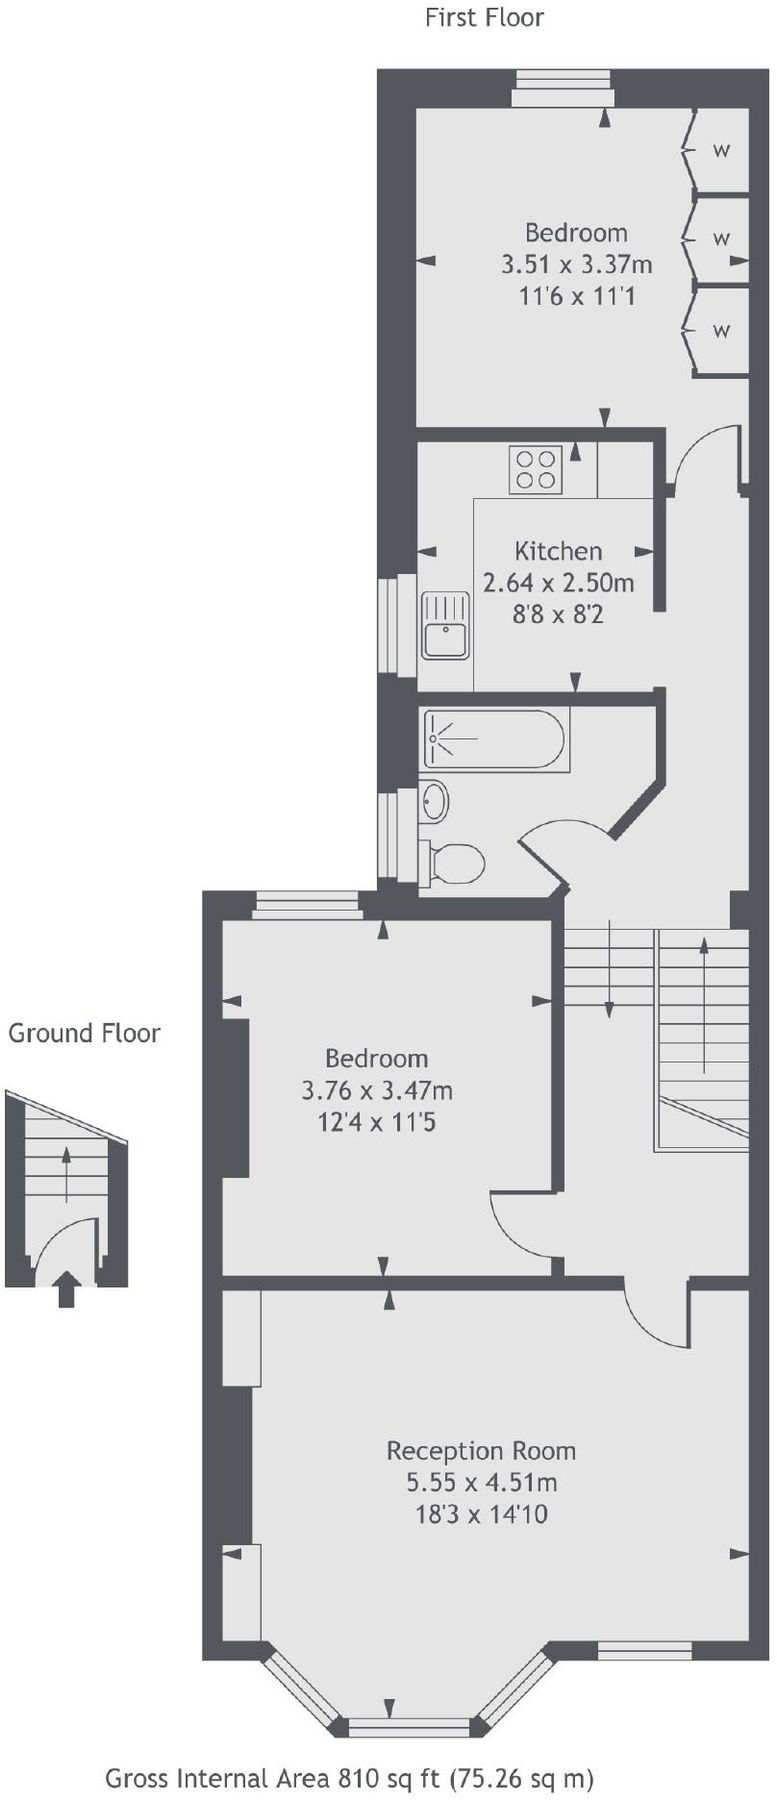 First Floor
W
W
W
Bedroom
3.51 x 3.37m
11'6 x 11'1
Kitchen
2.64 x 2.50m
8'8 x 8'2
Ground Floor
Bedroom
3.76 x 3.47m
12'4 x 11'5
Reception Room
5.55 x 4.51m
18'3 x 14'10
Gross Internal Area 810 sq ft (75.26 sq m)